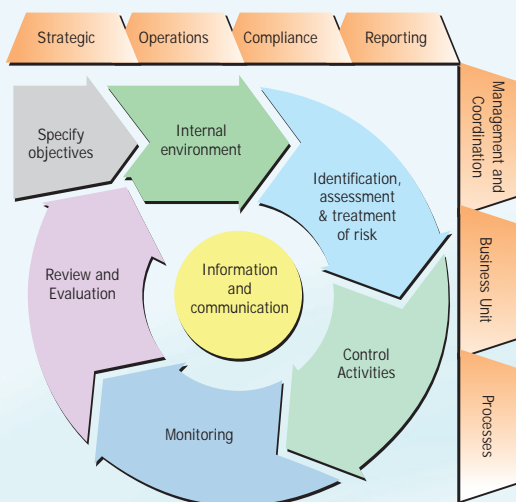 Strategic
Operations
Compliance
Reporting
Specify
objectives
Internal
environment
Identification,
assessment
& treatment
of risk
Management and
Coordination
Review and
Evaluation
Information
and
communication
Business Unit
Control
Activities
Monitoring
Processes